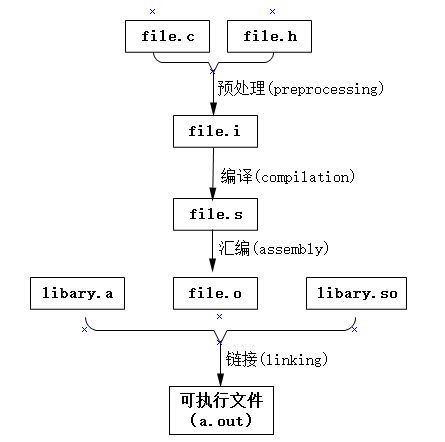 file.c
file.h
预处理(preprocessing)
file.i
编译(compilation)
file.s
汇编(assembly)
libary.a
file.o
libary.so
链接(linking)
可执行文件
(a.out)